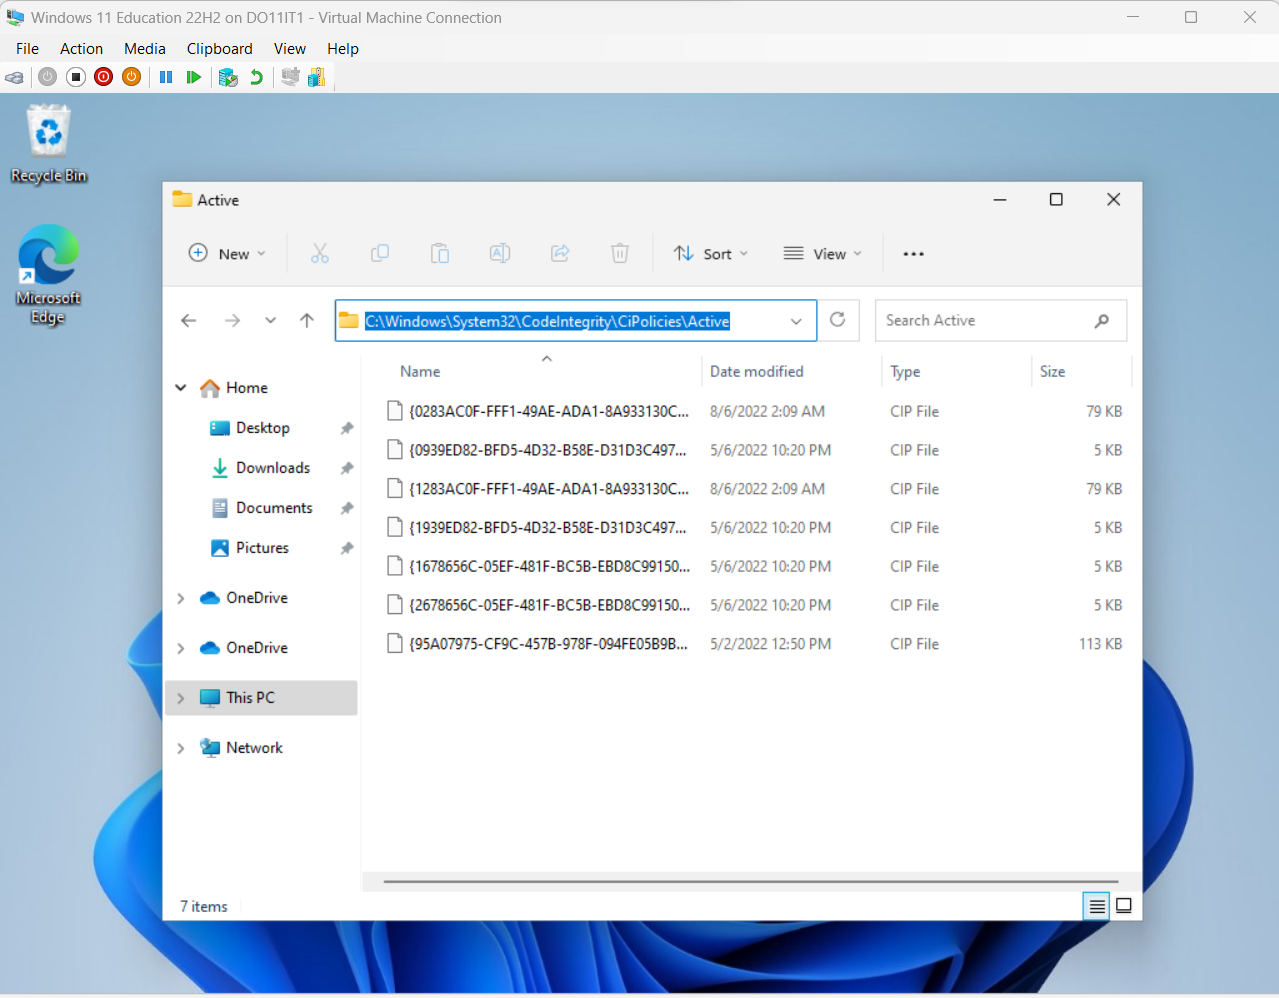 Windows 11 Education 22H2 on DO11IT1 - Virtual Machine Connection
File Action Media Clipboard View Help
Recycle Bin
Microsoft
Edge
Active
New Sort View
C:\Windows\System32\CodeIntegrity\CiPolicies\Active
Search Active
Home
Desktop
Downloads
Documents
Pictures
OneDrive
OneDrive
This PC
Network
Name Date modified Type Size
{0283AC0F-FFF1-49AE-ADA1-8A933130C... 8/6/2022 2:09 AM CIP File 79 KB
{0939ED82-BFD5-4D32-B58E-D31D3C497... 5/6/2022 10:20 PM CIP File 5 KB
{1283AC0F-FFF1-49AE-ADA1-8A933130C... 8/6/2022 2:09 AM CIP File 79 KB
{1939ED82-BFD5-4D32-B58E-D31D3C497... 5/6/2022 10:20 PM CIP File 5 KB
{1678656C-05EF-481F-BC5B-EBD8C99150... 5/6/2022 10:20 PM CIP File 5 KB
{2678656C-05EF-481F-BC5B-EBD8C99150... 5/6/2022 10:20 PM CIP File 5 KB
{95A07975-CF9C-457B-978F-094FE05B9B... 5/2/2022 12:50 PM CIP File 113 KB
7 items